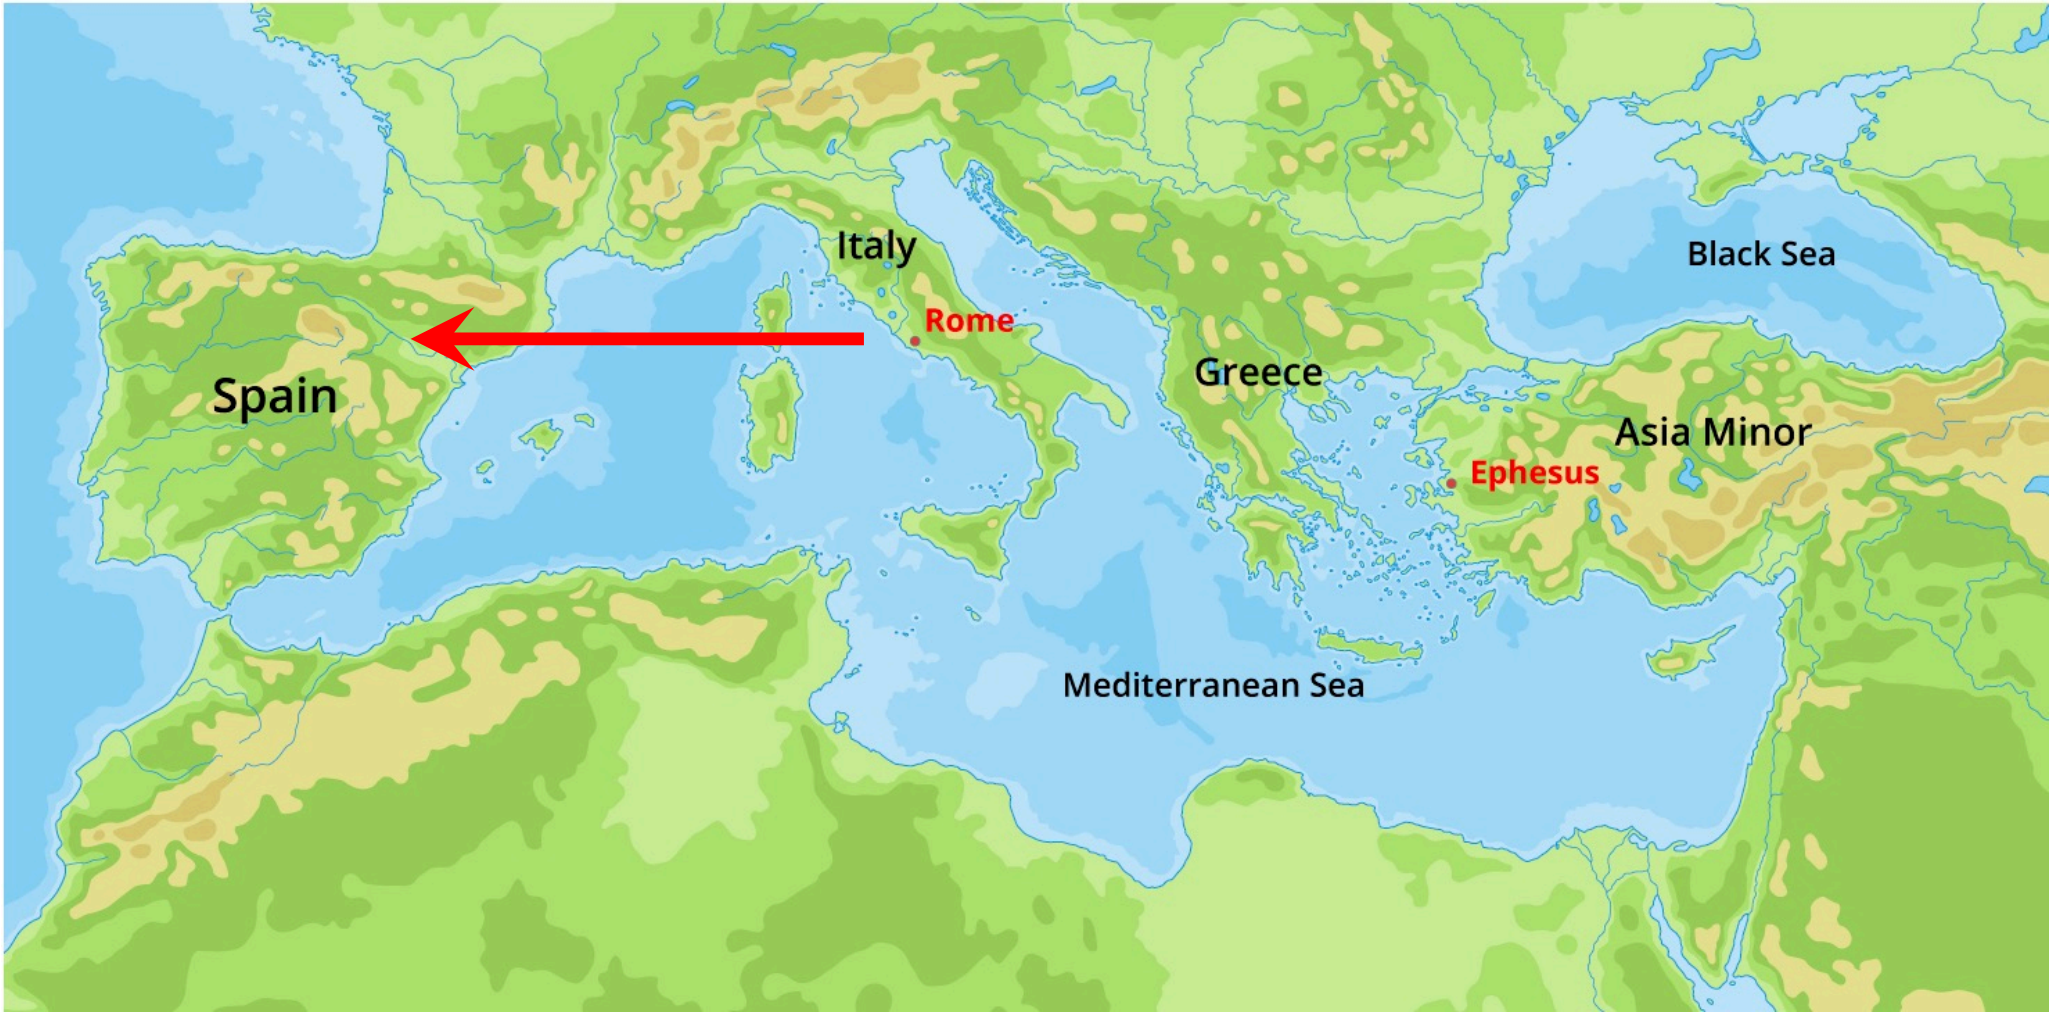 Italy
Black Sea
Rome
Greece
Spain
Asia Minor
Ephesus
Mediterranean Sea